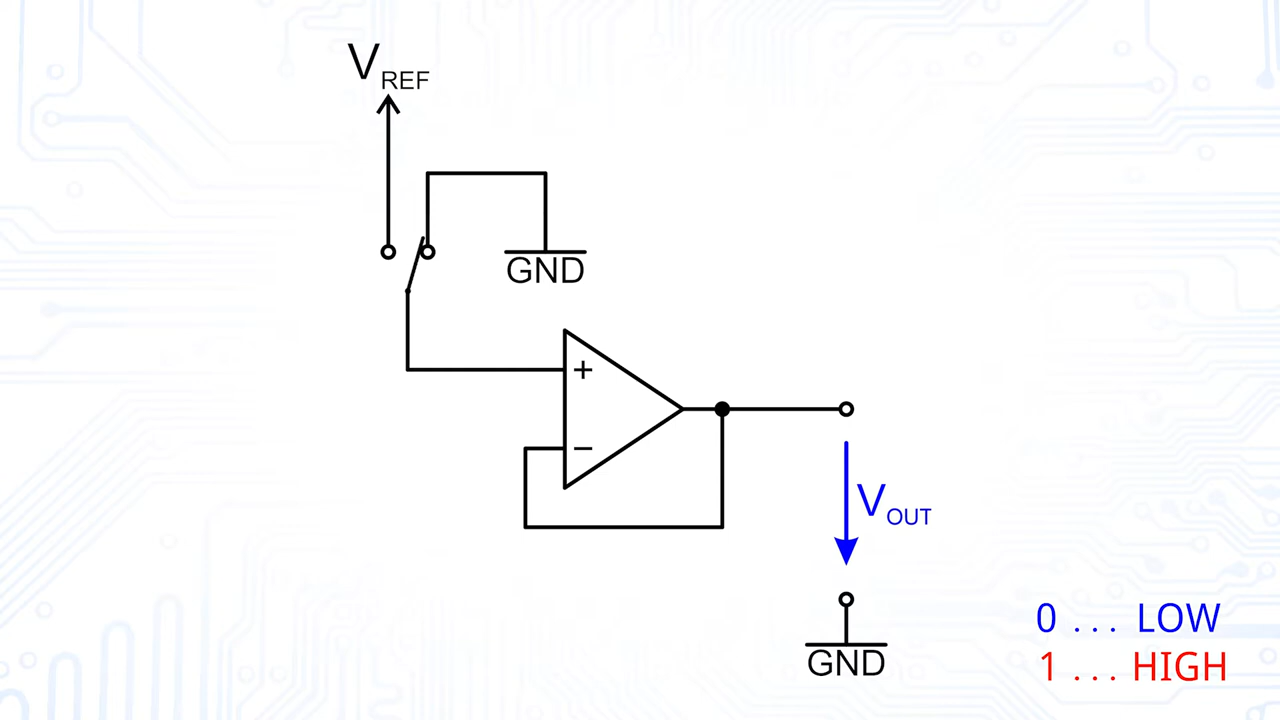 VREF
GND
+
−
VOUT
GND
0 ... LOW
1 ... HIGH